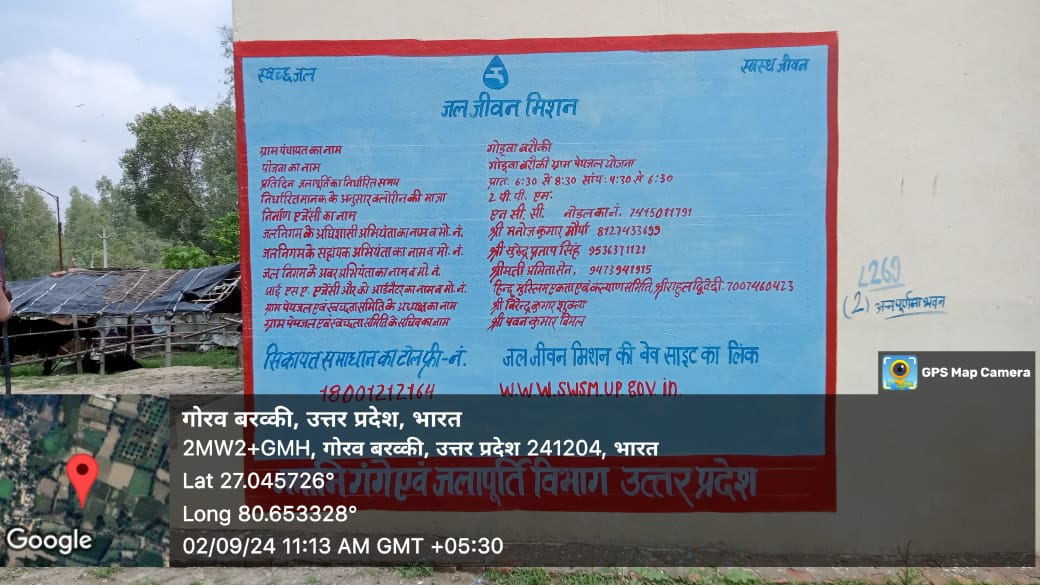 स्वच्छ जल
स्वस्थ जीवन
जल जीवन मिशन
ग्राम पंचायत का नाम गोड़वा बरौकी
योजना का नाम गोड़वा बरौकी ग्राम पेयजल योजना
प्रतिदिन जलापूर्ति का निर्धारित समय प्रात: 6:30 से 8:30 सांय: 4:30 से 6:30
निर्धारित मानक के अनुसार क्लोरीन की मात्रा 2 पी. पी. एम.
निर्माण एजेंसी का नाम एन सी. सी. नोडल का नं. 7415011791
जलनिगम के अधिशासी अभियंता का नाम व मो. नं. श्री मनोज कुमार मौर्या 8127433699
जलनिगम के सहायक अभियंता का नाम व मो. नं. श्री सुरेन्द्र प्रताप सिंह 9536371121
जल निगम के अवर अभियंता का नाम व मो. नं. श्रीमती अमिता सेन, 9473941915
आई एस ए. एजेंसी और को आर्डिनेटर का नाम व मो. नं. हिन्दू मुस्लिम एकता एवं कल्याण समिति, श्री राहुल द्विवेदी. 7007460423
ग्राम पेयजल एवं स्वच्छता समिति के अध्यक्ष का नाम श्री बिरेन्द्र कुमार शुक्ला
ग्राम पेयजल एवं स्वच्छता समिति के सचिव का नाम श्री पवन कुमार विमल
सिकायत समाधान का टोल फ्री-नं. जल जीवन मिशन की बेव साइट का लिंक
18001212164 www.swsm.up.gov.in.
नमामि गंगे एवं जलापूर्ति विभाग उत्तर प्रदेश
L269
(2) अन्नपूर्णना भवन
GPS Map Camera
गोरव बरव्की, उत्तर प्रदेश, भारत
2MW2+GMH, गोरव बरव्की, उत्तर प्रदेश 241204, भारत
Lat 27.045726°
Long 80.653328°
02/09/24 11:13 AM GMT +05:30
Google